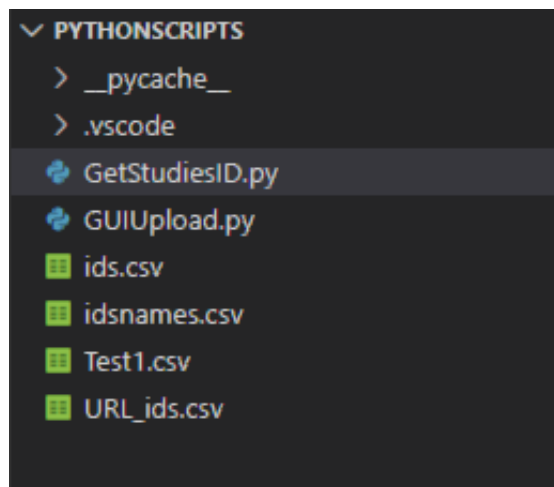 PYTHONSCRIPTS
__pycache__
.vscode
GetStudiesID.py
GUIUpload.py
ids.csv
idsnames.csv
Test1.csv
URL_ids.csv